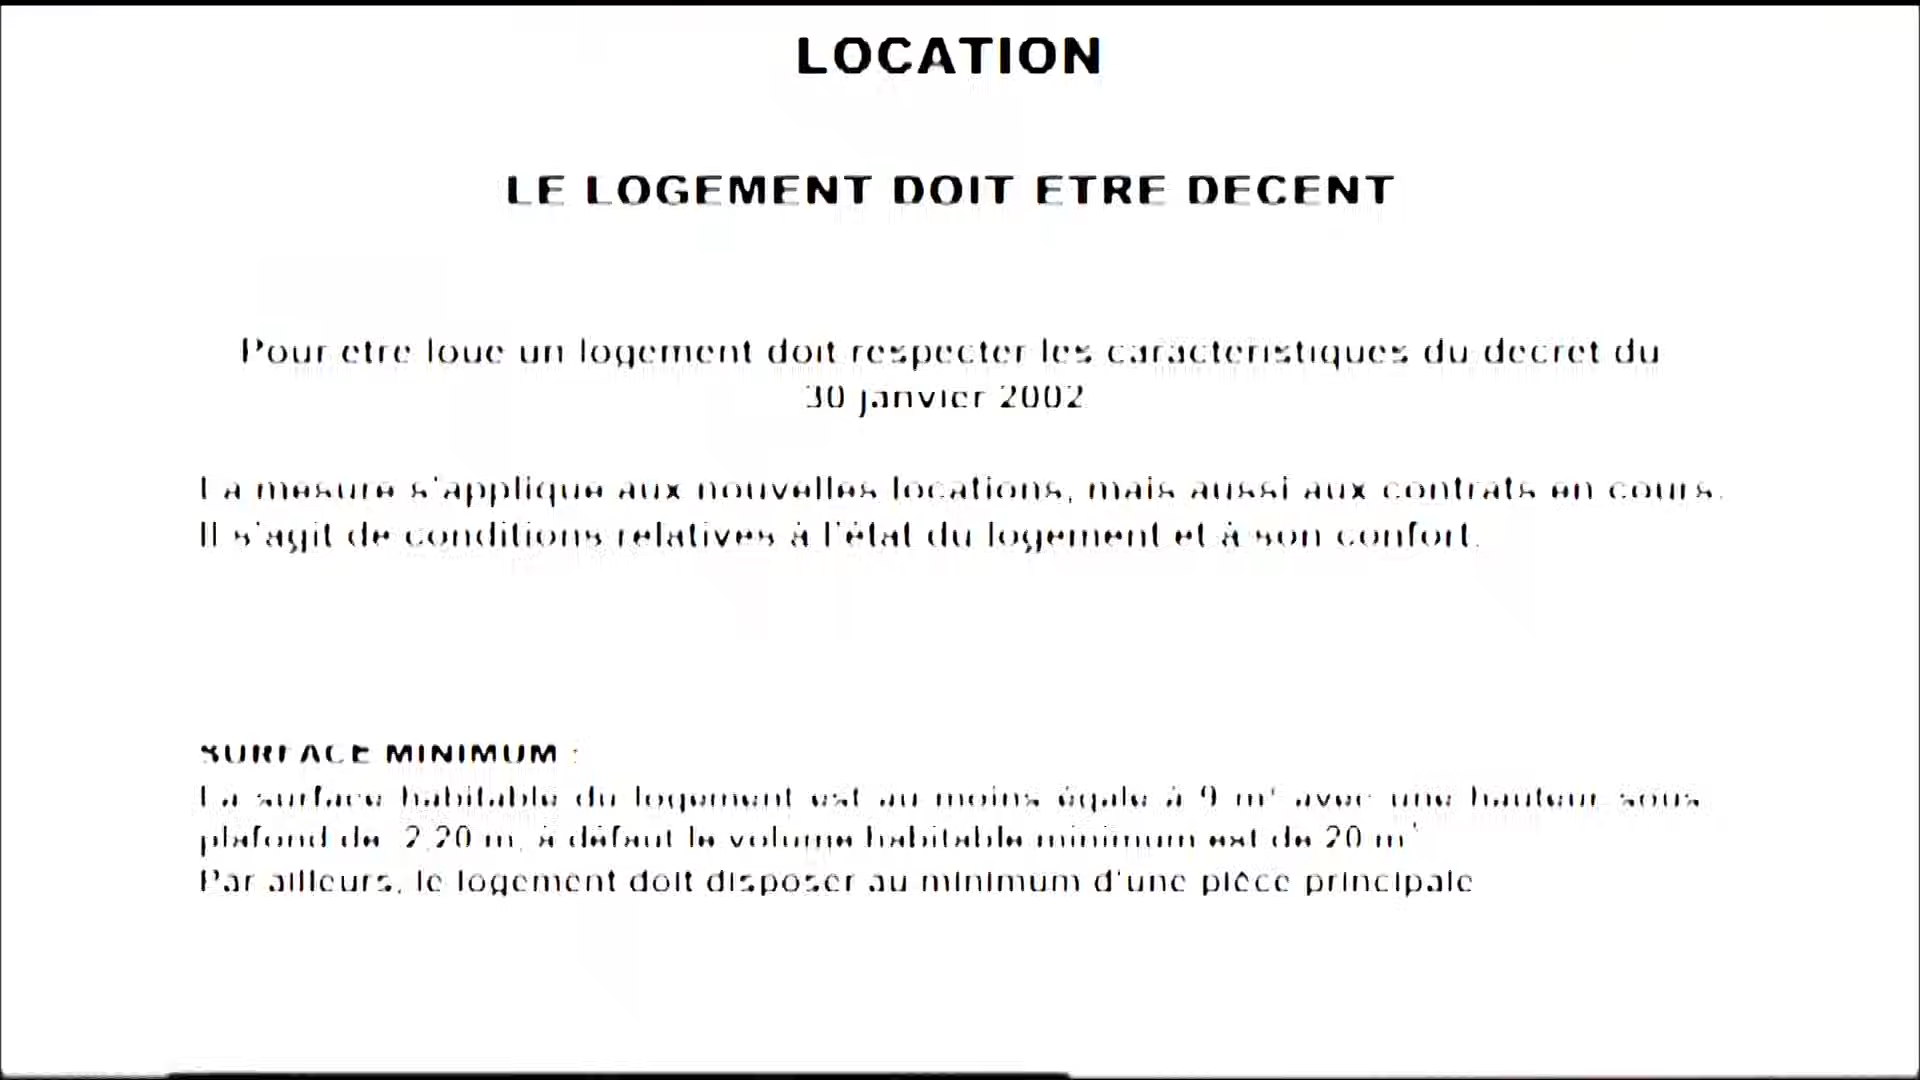 LOCATION
LE LOGEMENT DOIT ETRE DECENT
Pour etre loue un logement doit respecter les caracteristiques du decret du
30 janvier 2002
La mesure s'applique aux nouvelles locations, mais aussi aux contrats en cours.
Il s'agit de conditions relatives à l'état du logement et à son confort.
SURFACE MINIMUM :
La surface habitable du logement est au moins égale à 9 m² avec une hauteur sous
plafond de 2,20 m, à défaut le volume habitable minimum est de 20 m³
Par ailleurs, le logement doit disposer au minimum d'une pièce principale